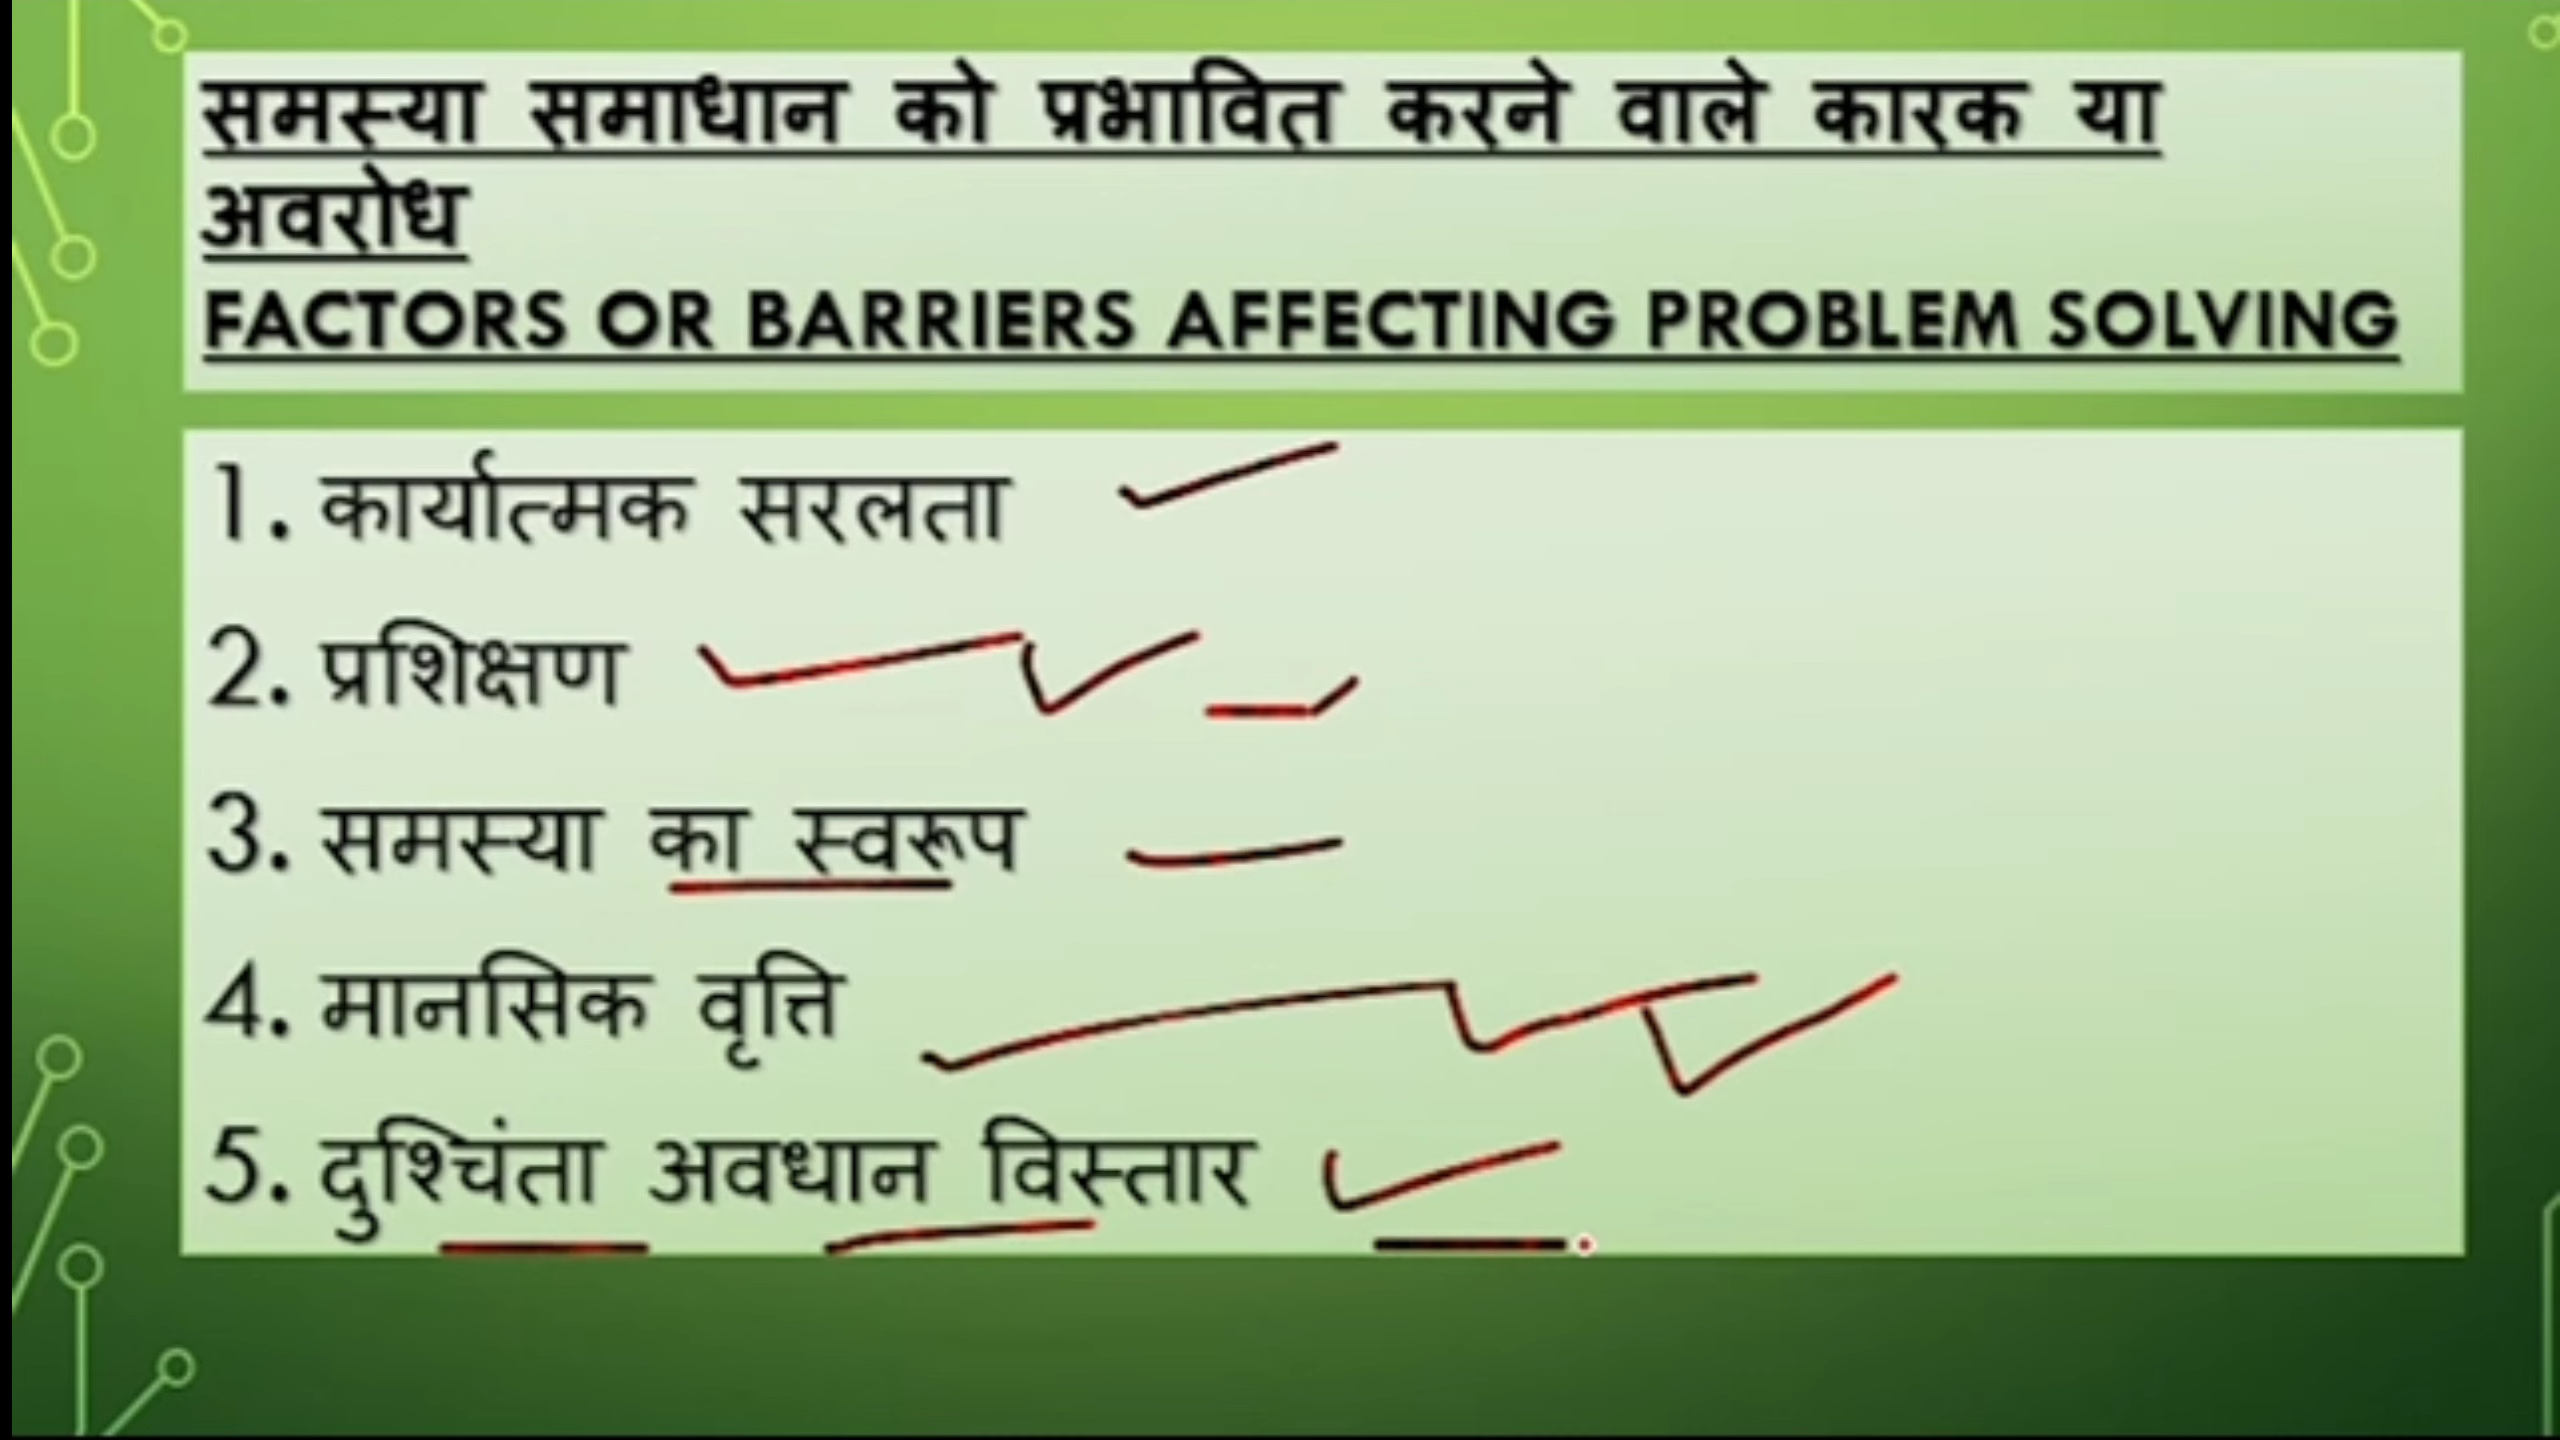 समस्या समाधान को प्रभावित करने वाले कारक या
अवरोध
FACTORS OR BARRIERS AFFECTING PROBLEM SOLVING
1. कार्यात्मक सरलता
2. प्रशिक्षण
3. समस्या का स्वरूप
4. मानसिक वृत्ति
5. दुश्चिंता अवधान विस्तार